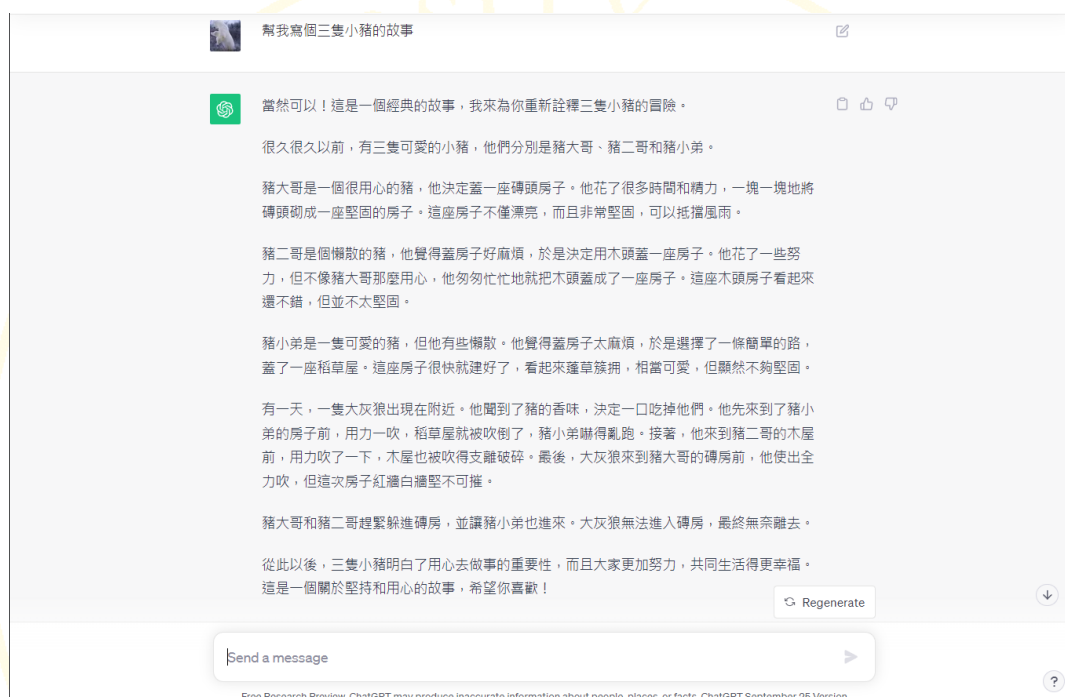 幫我寫個三隻小豬的故事
當然可以！這是一個經典的故事，我來為你重新詮釋三隻小豬的冒險。
很久很久以前，有三隻可愛的小豬，他們分別是豬大哥、豬二哥和豬小弟。
豬大哥是一個很用心的豬，他決定蓋一座磚頭房子。他花了很多時間和精力，一塊一塊地將
磚頭砌成一座堅固的房子。這座房子不僅漂亮，而且非常堅固，可以抵擋風雨。
豬二哥是個懶散的豬，他覺得蓋房子好麻煩，於是決定用木頭蓋一座房子。他花了一些努
力，但不像豬大哥那麼用心，他匆匆忙忙地就把木頭蓋成了一座房子。這座木頭房子看起來
還不錯，但並不太堅固。
豬小弟是一隻可愛的豬，但他有些懶散。他覺得蓋房子太麻煩，於是選擇了一條簡單的路，
蓋了一座稻草屋。這座房子很快就建好了，看起來蓬草簇拥，相當可愛，但顯然不夠堅固。
有一天，一隻大灰狼出現在附近。他聞到了豬的香味，決定一口吃掉他們。他先來到了豬小
弟的房子前，用力一吹，稻草屋就被吹倒了，豬小弟嚇得亂跑。接著，他來到豬二哥的木屋
前，用力吹了一下，木屋也被吹得支離破碎。最後，大灰狼來到豬大哥的磚房前，他使出全
力吹，但這次房子紅牆白牆堅不可摧。
豬大哥和豬二哥趕緊躲進磚房，並讓豬小弟也進來。大灰狼無法進入磚房，最終無奈離去。
從此以後，三隻小豬明白了用心去做事的重要性，而且大家更加努力，共同生活得更幸福。
這是一個關於堅持和用心的故事，希望你喜歡！
Regenerate
Send a message
Free Research Preview. ChatGPT may produce inaccurate information about people, places, or facts. ChatGPT September 25 Version
?